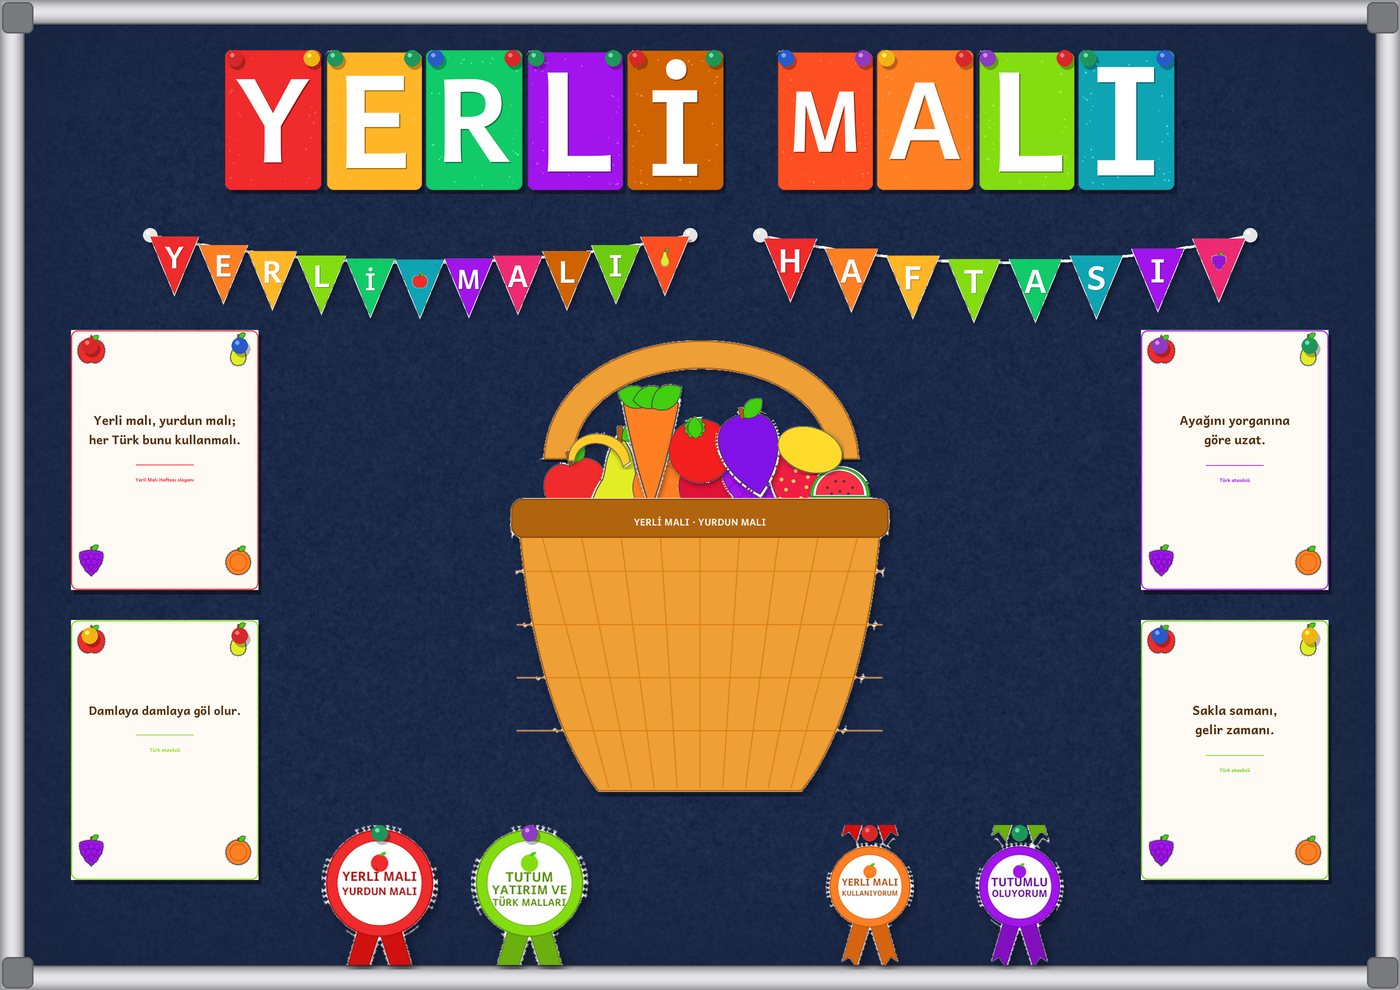 YERLİ MALI
YERLİ MALI
HAFTASI
Yerli malı, yurdun malı;
her Türk bunu kullanmalı.
Yerli Malı Haftası sloganı
Ayağını yorganına
göre uzat.
Türk atasözü
YERLİ MALI · YURDUN MALI
Damlaya damlaya göl olur.
Türk atasözü
Sakla samanı,
gelir zamanı.
Türk atasözü
YERLİ MALI
YURDUN MALI
TUTUM
YATIRIM VE
TÜRK MALLARI
YERLİ MALI
KULLANIYORUM
TUTUMLU
OLUYORUM